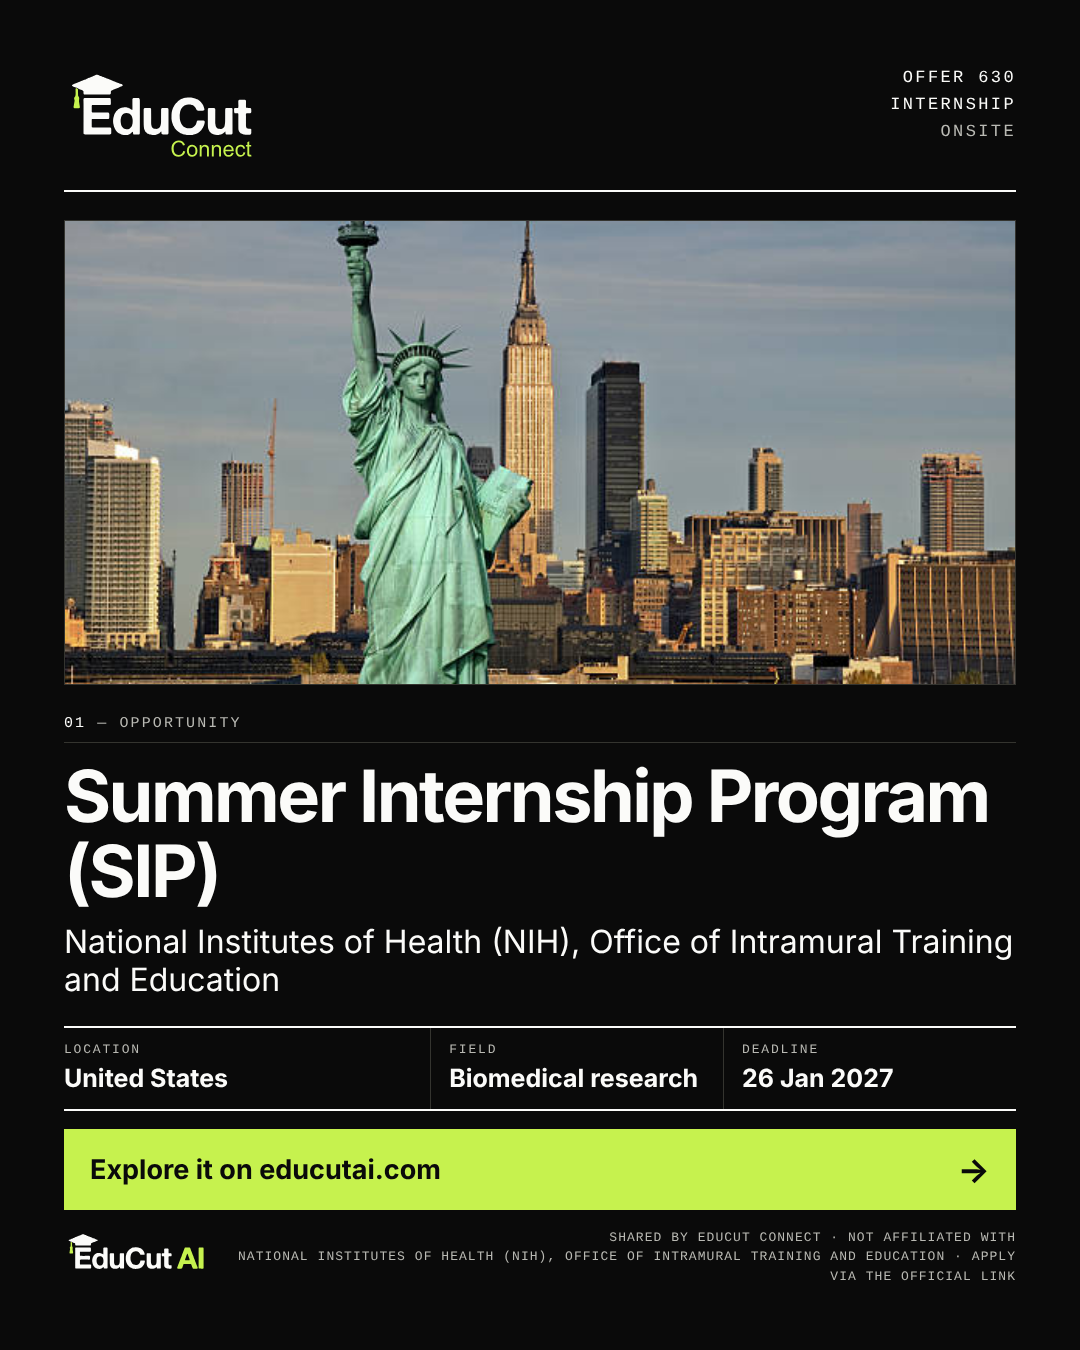 EduCut
Connect
OFFER 630
INTERNSHIP
ONSITE
01 — OPPORTUNITY
Summer Internship Program
(SIP)
National Institutes of Health (NIH), Office of Intramural Training
and Education
LOCATION
United States
FIELD
Biomedical research
DEADLINE
26 Jan 2027
Explore it on educutai.com →
EduCut AI
SHARED BY EDUCUT CONNECT · NOT AFFILIATED WITH
NATIONAL INSTITUTES OF HEALTH (NIH), OFFICE OF INTRAMURAL TRAINING AND EDUCATION · APPLY
VIA THE OFFICIAL LINK